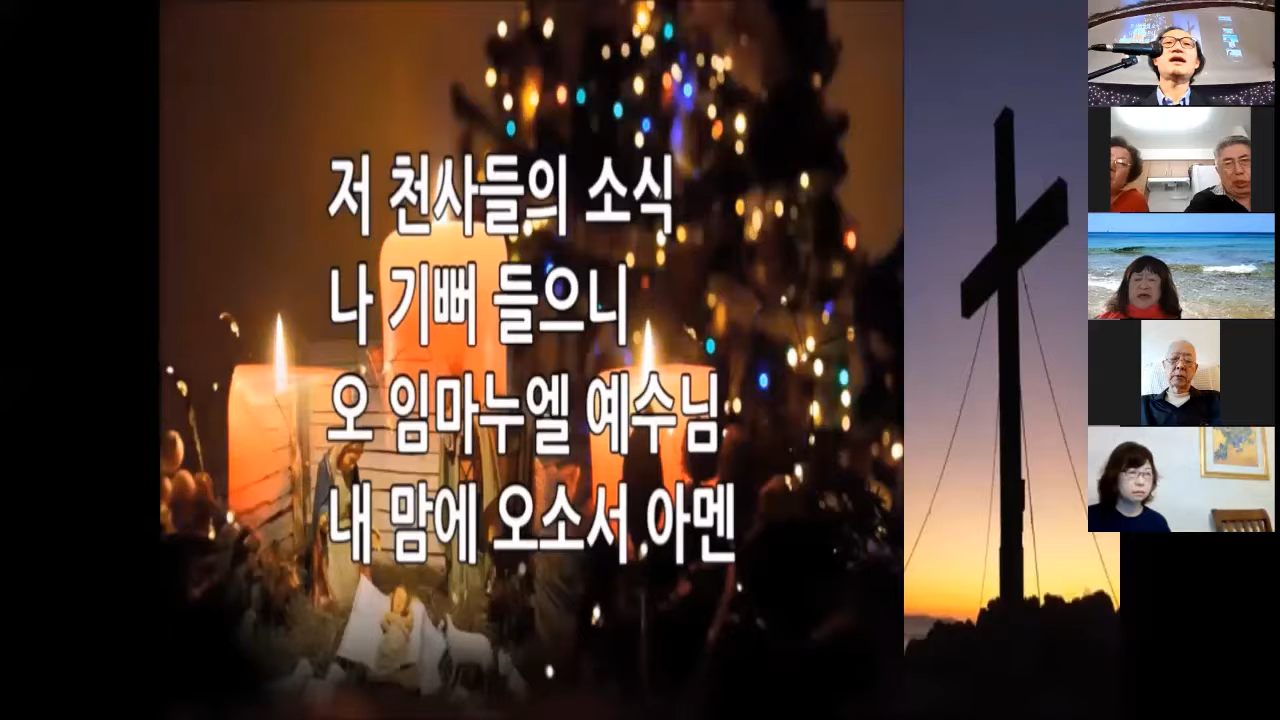 저 천사들의 소식
나 기뻐 들으니
오 임마누엘 예수님
내 맘에 오소서 아멘